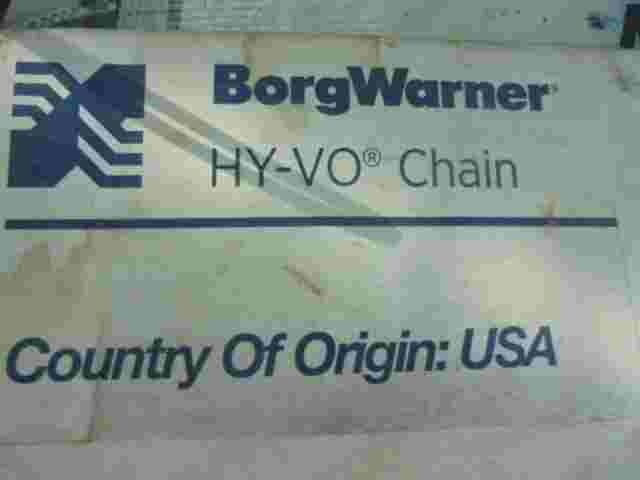 BorgWarner
HY-VO® Chain
Country Of Origin: USA